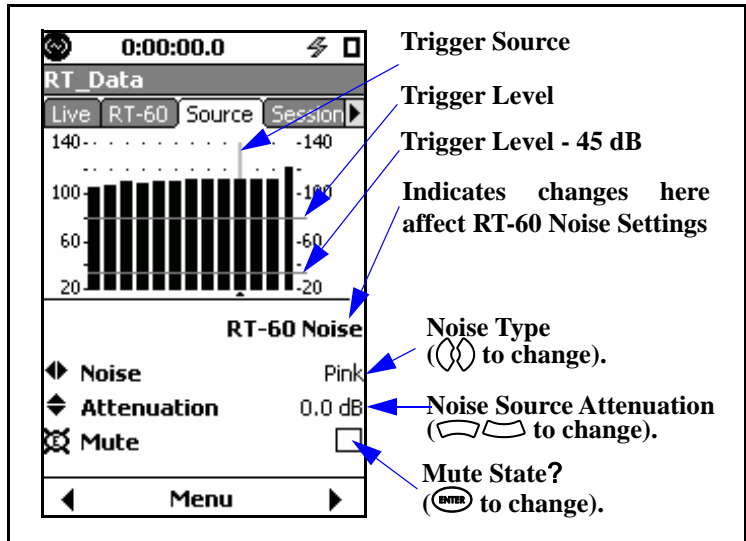 0:00:00.0
RT_Data
Live RT-60 Source Session
140 -140
100 -100
60 -60
20 -20
RT-60 Noise
Noise Pink
Attenuation 0.0 dB
E Mute
Menu
Trigger Source
Trigger Level
Trigger Level - 45 dB
Indicates changes here
affect RT-60 Noise Settings
Noise Type
( to change).
Noise Source Attenuation
( to change).
Mute State?
(ENTER to change).